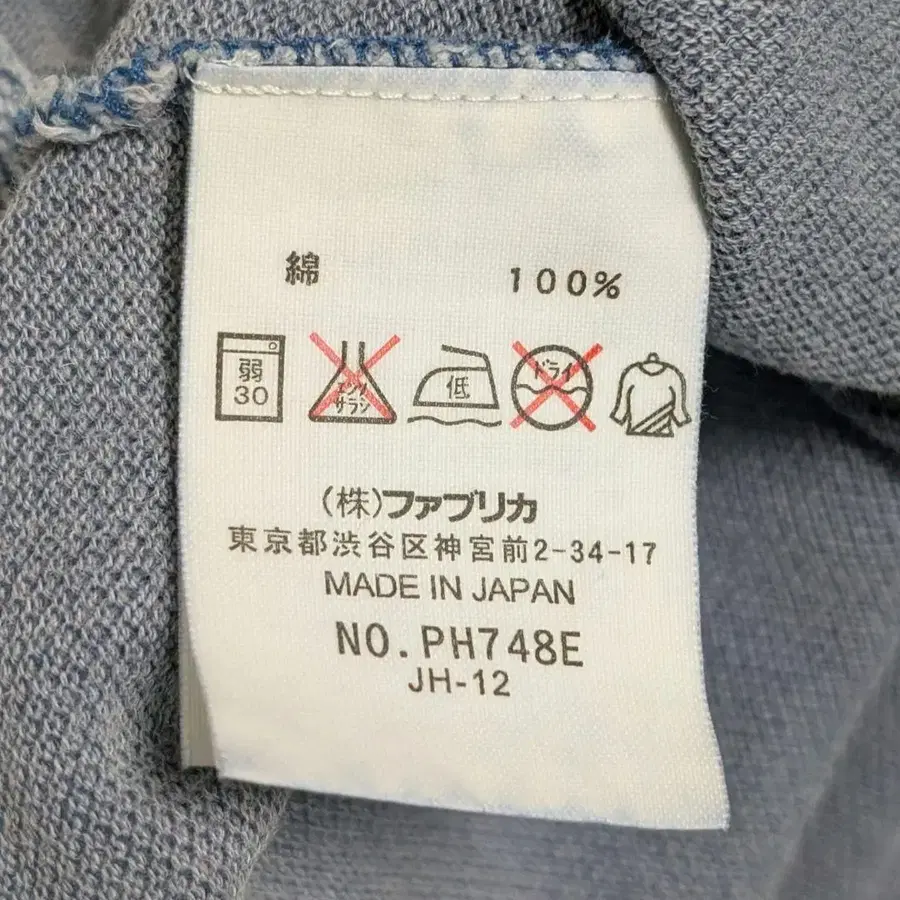 綿 100%
弱 30 エンソ サラシ 低 ドライ
(株)ファブリカ
東京都渋谷区神宮前2-34-17
MADE IN JAPAN
NO.PH748E
JH-12